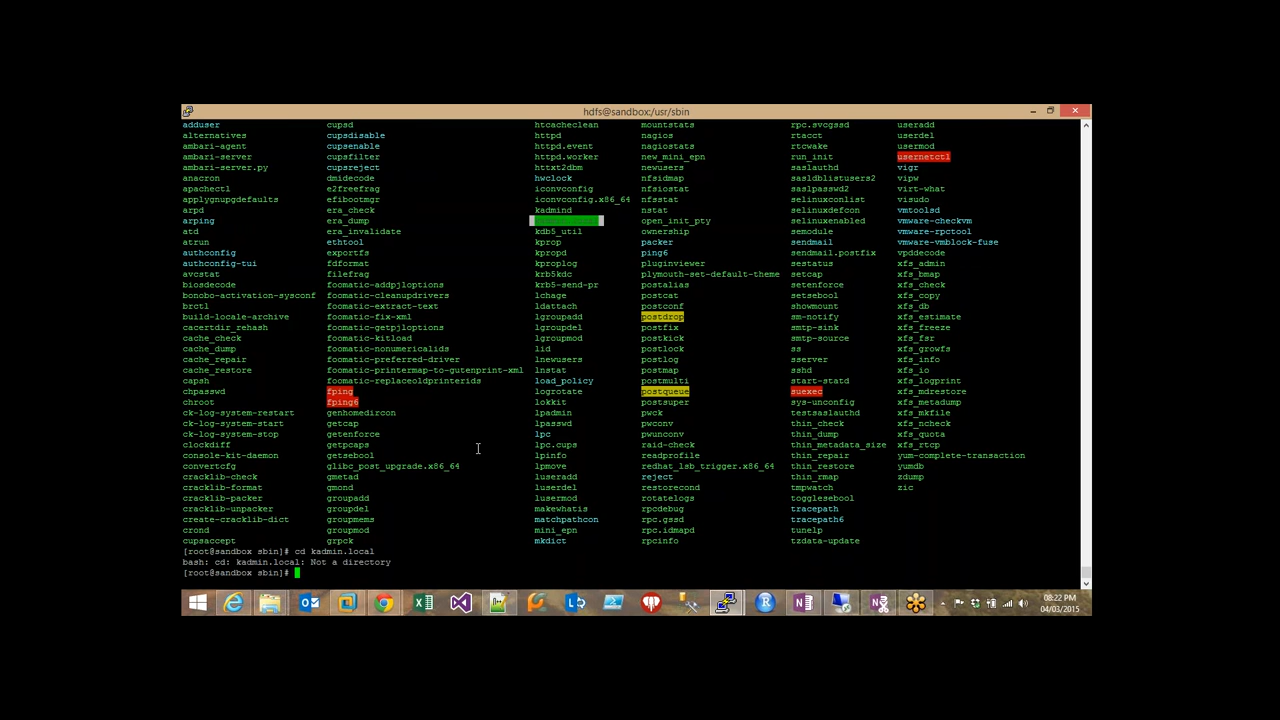 hdfs@sandbox:/usr/sbin
adduser cupsd htcacheclean mountstats rpc.svcgssd useradd
alternatives cupsdisable httpd nagios rtacct userdel
ambari-agent cupsenable httpd.event nagiostats rtcwake usermod
ambari-server cupsfilter httpd.worker new_mini_epn run_init usernetctl
ambari-server.py cupsreject httxt2dbm newusers saslauthd vigr
anacron dmidecode hwclock nfsidmap sasldblistusers2 vipw
apachectl e2freefrag iconvconfig nfsiostat saslpasswd2 virt-what
applygnupgdefaults efibootmgr iconvconfig.x86_64 nfsstat selinuxconlist visudo
arpd era_check kadmind nstat selinuxdefcon vmtoolsd
arping era_dump open_init_pty selinuxenabled vmware-checkvm
atd era_invalidate kdb5_util ownership semodule vmware-rpctool
atrun ethtool kprop packer sendmail vmware-vmblock-fuse
authconfig exportfs kpropd ping6 sendmail.postfix vpddecode
authconfig-tui fdformat kproplog pluginviewer sestatus xfs_admin
avcstat filefrag krb5kdc plymouth-set-default-theme setcap xfs_bmap
biosdecode foomatic-addpjloptions krb5-send-pr postalias setenforce xfs_check
bonobo-activation-sysconf foomatic-cleanupdrivers lchage postcat setsebool xfs_copy
brctl foomatic-extract-text ldattach postconf showmount xfs_db
build-locale-archive foomatic-fix-xml lgroupadd postdrop sm-notify xfs_estimate
cacertdir_rehash foomatic-getpjloptions lgroupdel postfix smtp-sink xfs_freeze
cache_check foomatic-kitload lgroupmod postkick smtp-source xfs_fsr
cache_dump foomatic-nonumericalids lid postlock ss xfs_growfs
cache_repair foomatic-preferred-driver lnewusers postlog sserver xfs_info
cache_restore foomatic-printermap-to-gutenprint-xml lnstat postmap sshd xfs_io
capsh foomatic-replaceoldprinterids load_policy postmulti start-statd xfs_logprint
chpasswd fping logrotate postqueue suexec xfs_mdrestore
chroot fping6 lokkit postsuper sys-unconfig xfs_metadump
ck-log-system-restart genhomedircon lpadmin pwck testsaslauthd xfs_mkfile
ck-log-system-start getcap lpasswd pwconv thin_check xfs_ncheck
ck-log-system-stop getenforce lpc pwunconv thin_dump xfs_quota
clockdiff getpcaps lpc.cups raid-check thin_metadata_size xfs_rtcp
console-kit-daemon getsebool lpinfo readprofile thin_repair yum-complete-transaction
convertcfg glibc_post_upgrade.x86_64 lpmove redhat_lsb_trigger.x86_64 thin_restore yumdb
cracklib-check gmetad luseradd reject thin_rmap zdump
cracklib-format gmond luserdel restorecond tmpwatch zic
cracklib-packer groupadd lusermod rotatelogs togglesebool
cracklib-unpacker groupdel makewhatis rpcdebug tracepath
create-cracklib-dict groupmems matchpathcon rpc.gssd tracepath6
crond groupmod mini_epn rpc.idmapd tunelp
cupsaccept grpck mkdict rpcinfo tzdata-update
[root@sandbox sbin]# cd kadmin.local
bash: cd: kadmin.local: Not a directory
[root@sandbox sbin]#
08:22 PM
04/03/2015